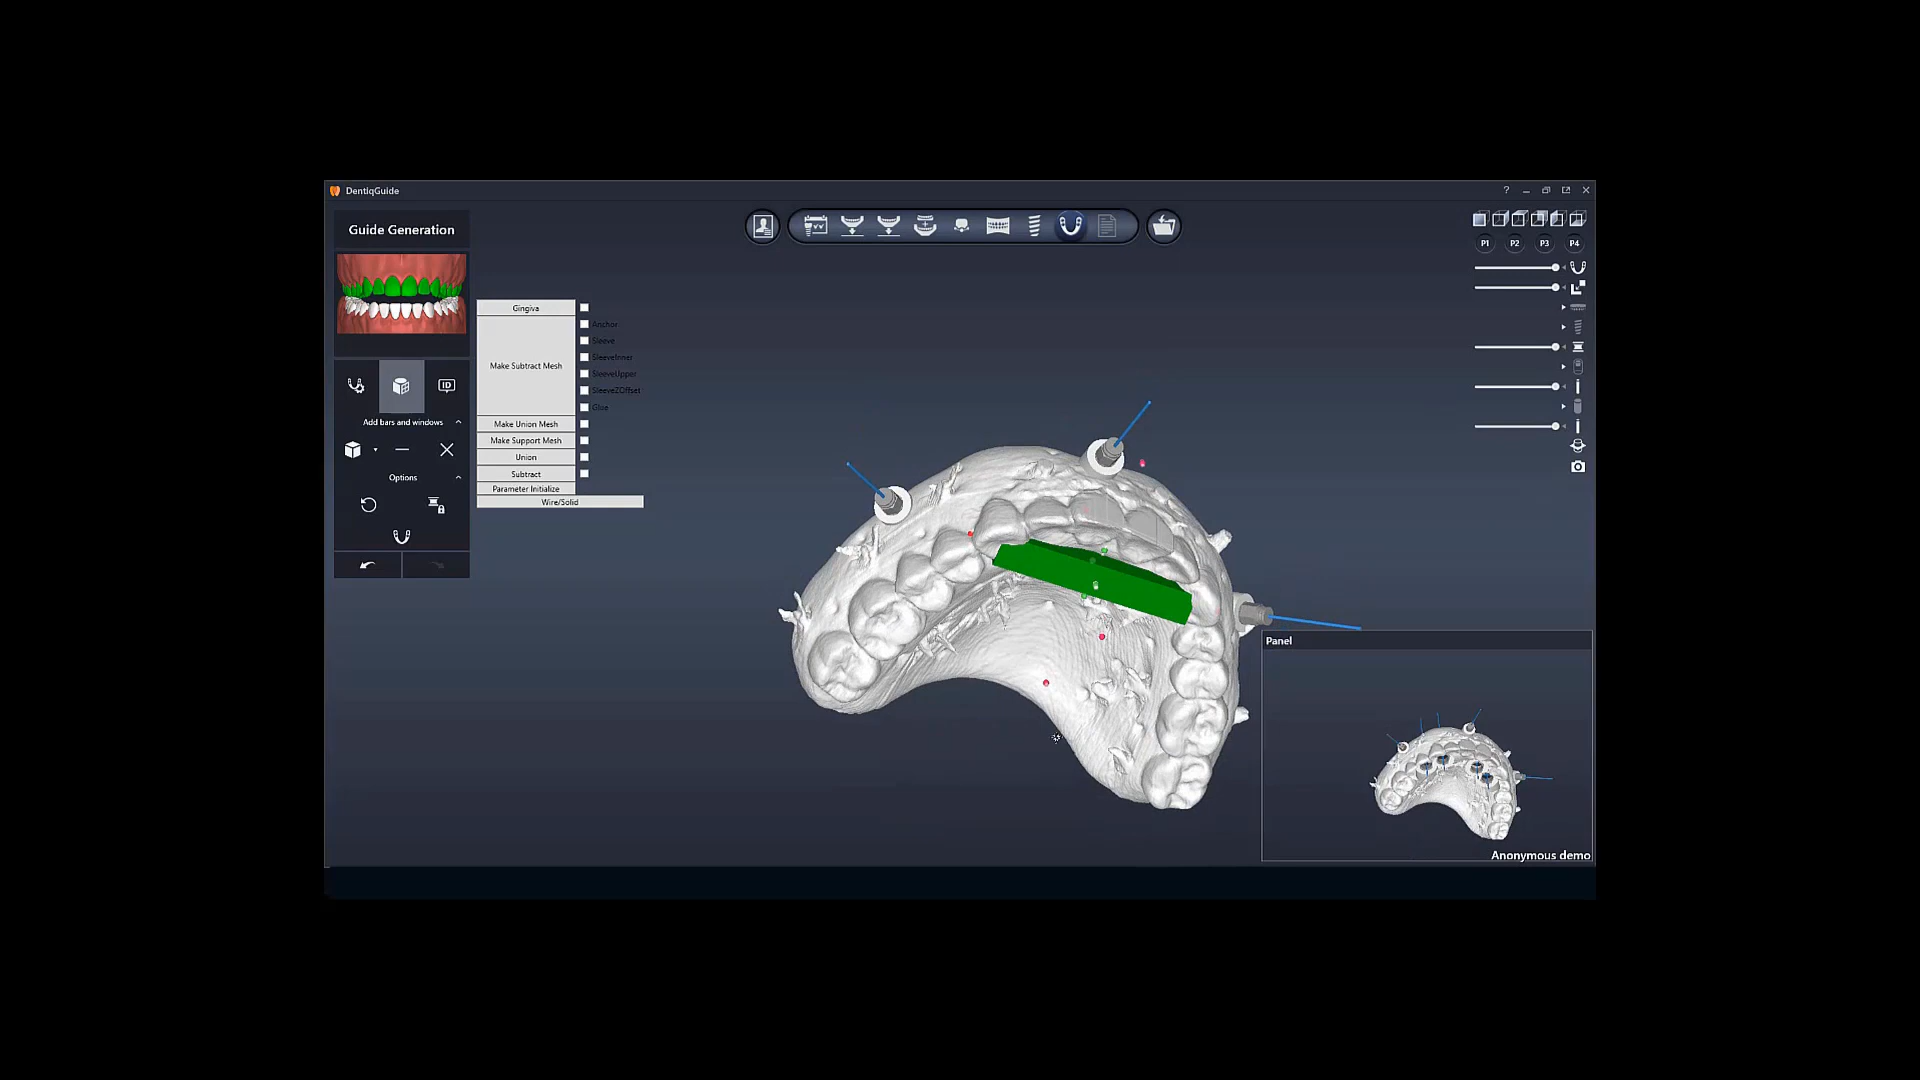 DentiqGuide
?
Guide Generation
P1 P2 P3 P4
Gingiva
Anchor
Sleeve
SleeveInner
Make Subtract Mesh
SleeveUpper
SleeveZOffset
Glue
Make Union Mesh
Make Support Mesh
Union
Subtract
Parameter Initialize
Wire/Solid
ID
Add bars and windows
Options
Panel
Anonymous demo